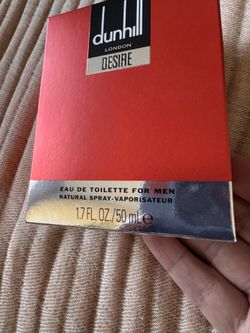 dunhill
LONDON
DESIRE
EAU DE TOILETTE FOR MEN
NATURAL SPRAY-VAPORISATEUR
1.7 FL. OZ./50 ml ℮